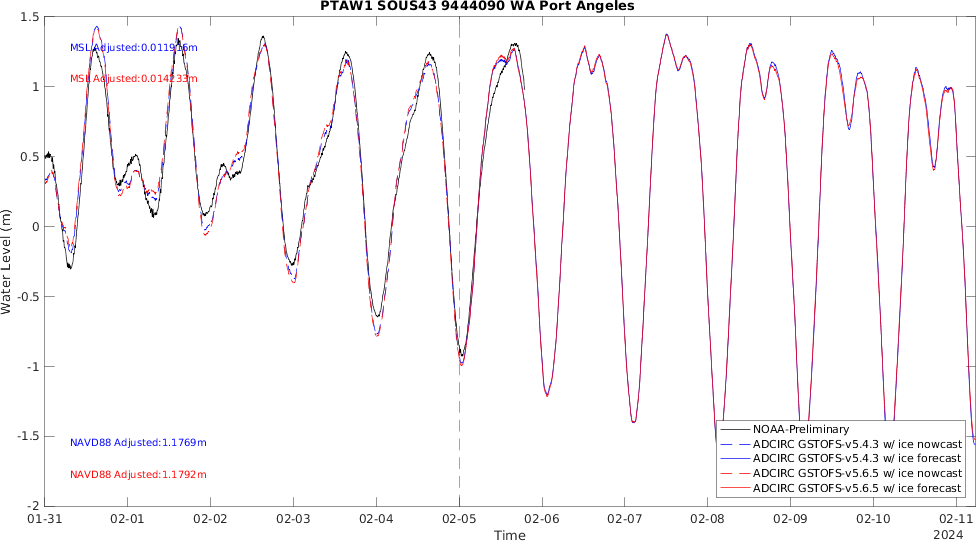 PTAW1 SOUS43 9444090 WA Port Angeles
MSL Adjusted:0.011916m
MSL Adjusted:0.014233m
NAVD88 Adjusted:1.1769m
NAVD88 Adjusted:1.1792m
Water Level (m)
1.5
1
0.5
0
-0.5
-1
-1.5
-2
NOAA-Preliminary
ADCIRC GSTOFS-v5.4.3 w/ ice nowcast
ADCIRC GSTOFS-v5.4.3 w/ ice forecast
ADCIRC GSTOFS-v5.6.5 w/ ice nowcast
ADCIRC GSTOFS-v5.6.5 w/ ice forecast
01-31 02-01 02-02 02-03 02-04 02-05 02-06 02-07 02-08 02-09 02-10 02-11
Time
2024